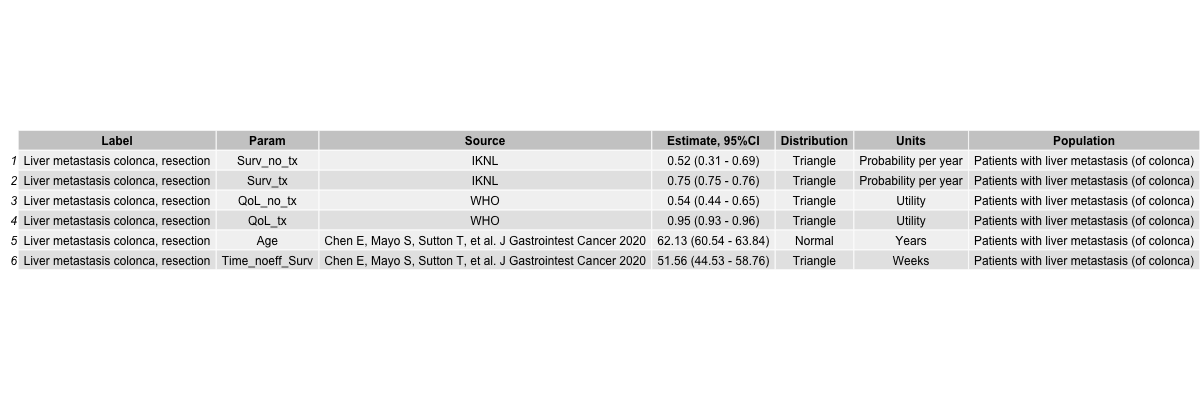 Label Param Source Estimate, 95%CI Distribution Units Population
1 Liver metastasis colonca, resection Surv_no_tx IKNL 0.52 (0.31 - 0.69) Triangle Probability per year Patients with liver metastasis (of colonca)
2 Liver metastasis colonca, resection Surv_tx IKNL 0.75 (0.75 - 0.76) Triangle Probability per year Patients with liver metastasis (of colonca)
3 Liver metastasis colonca, resection QoL_no_tx WHO 0.54 (0.44 - 0.65) Triangle Utility Patients with liver metastasis (of colonca)
4 Liver metastasis colonca, resection QoL_tx WHO 0.95 (0.93 - 0.96) Triangle Utility Patients with liver metastasis (of colonca)
5 Liver metastasis colonca, resection Age Chen E, Mayo S, Sutton T, et al. J Gastrointest Cancer 2020 62.13 (60.54 - 63.84) Normal Years Patients with liver metastasis (of colonca)
6 Liver metastasis colonca, resection Time_noeff_Surv Chen E, Mayo S, Sutton T, et al. J Gastrointest Cancer 2020 51.56 (44.53 - 58.76) Triangle Weeks Patients with liver metastasis (of colonca)